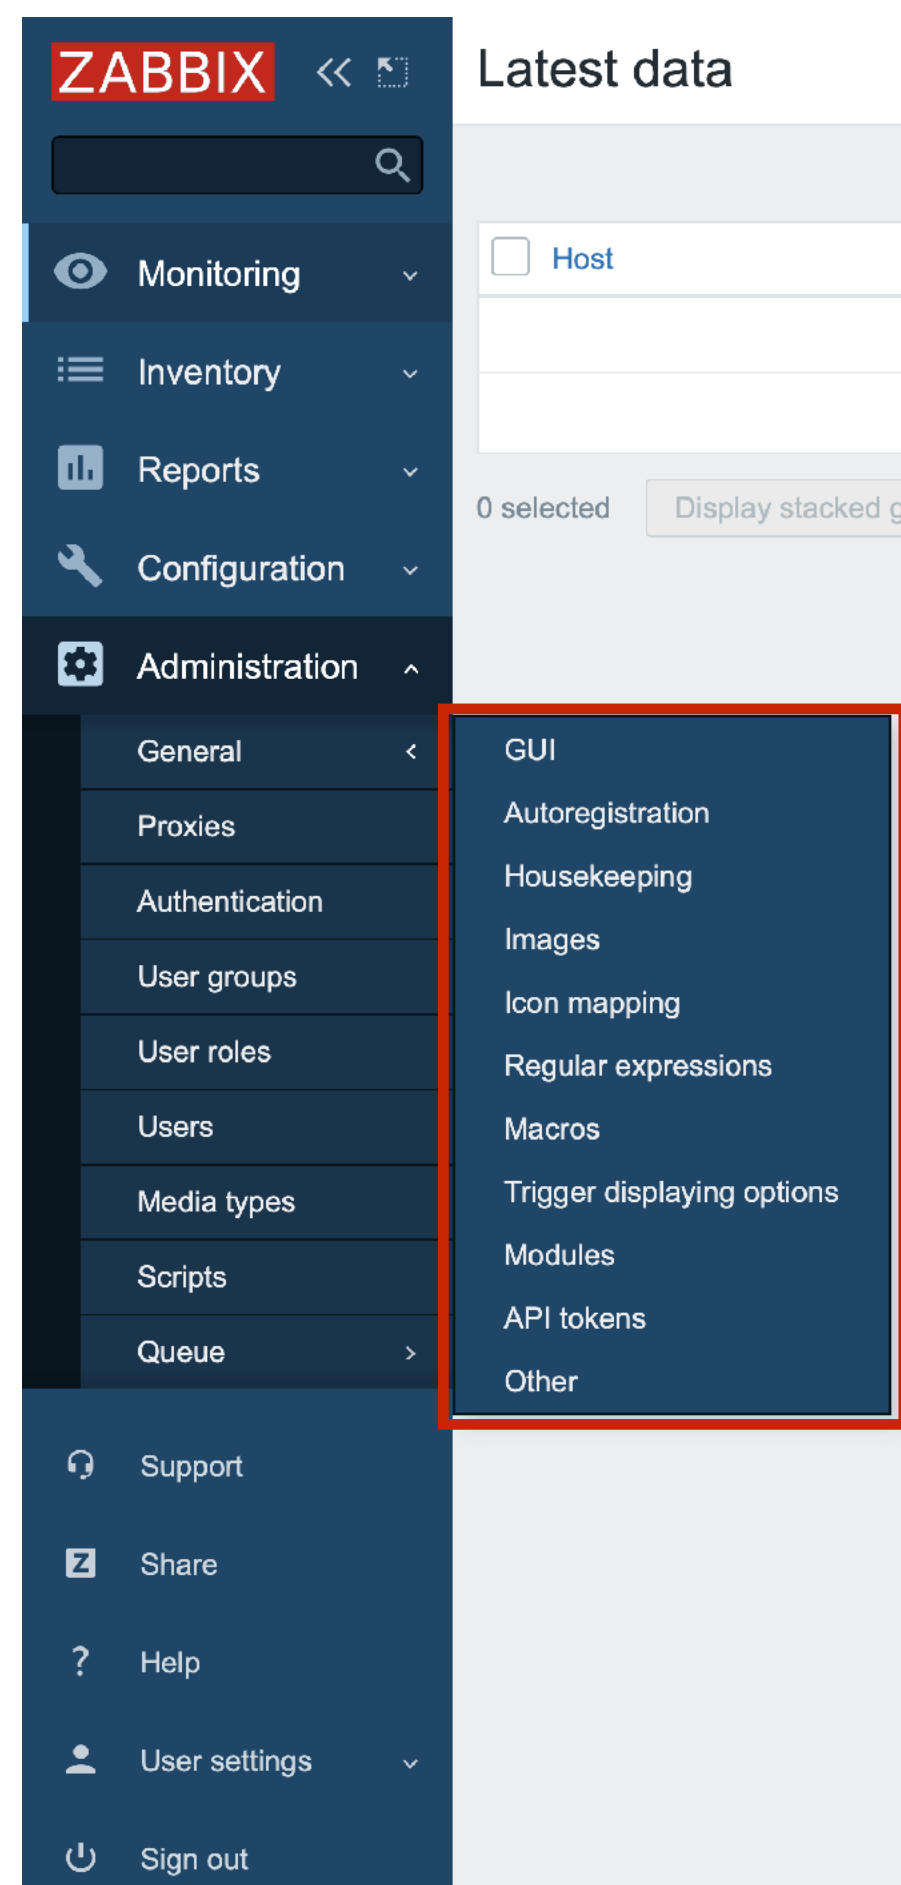 ZABBIX
Latest data
Monitoring
Host
Inventory
Reports
0 selected
Display stacked g
Configuration
Administration
General
Proxies
Authentication
User groups
User roles
Users
Media types
Scripts
Queue
GUI
Autoregistration
Housekeeping
Images
Icon mapping
Regular expressions
Macros
Trigger displaying options
Modules
API tokens
Other
Support
Z Share
? Help
User settings
Sign out